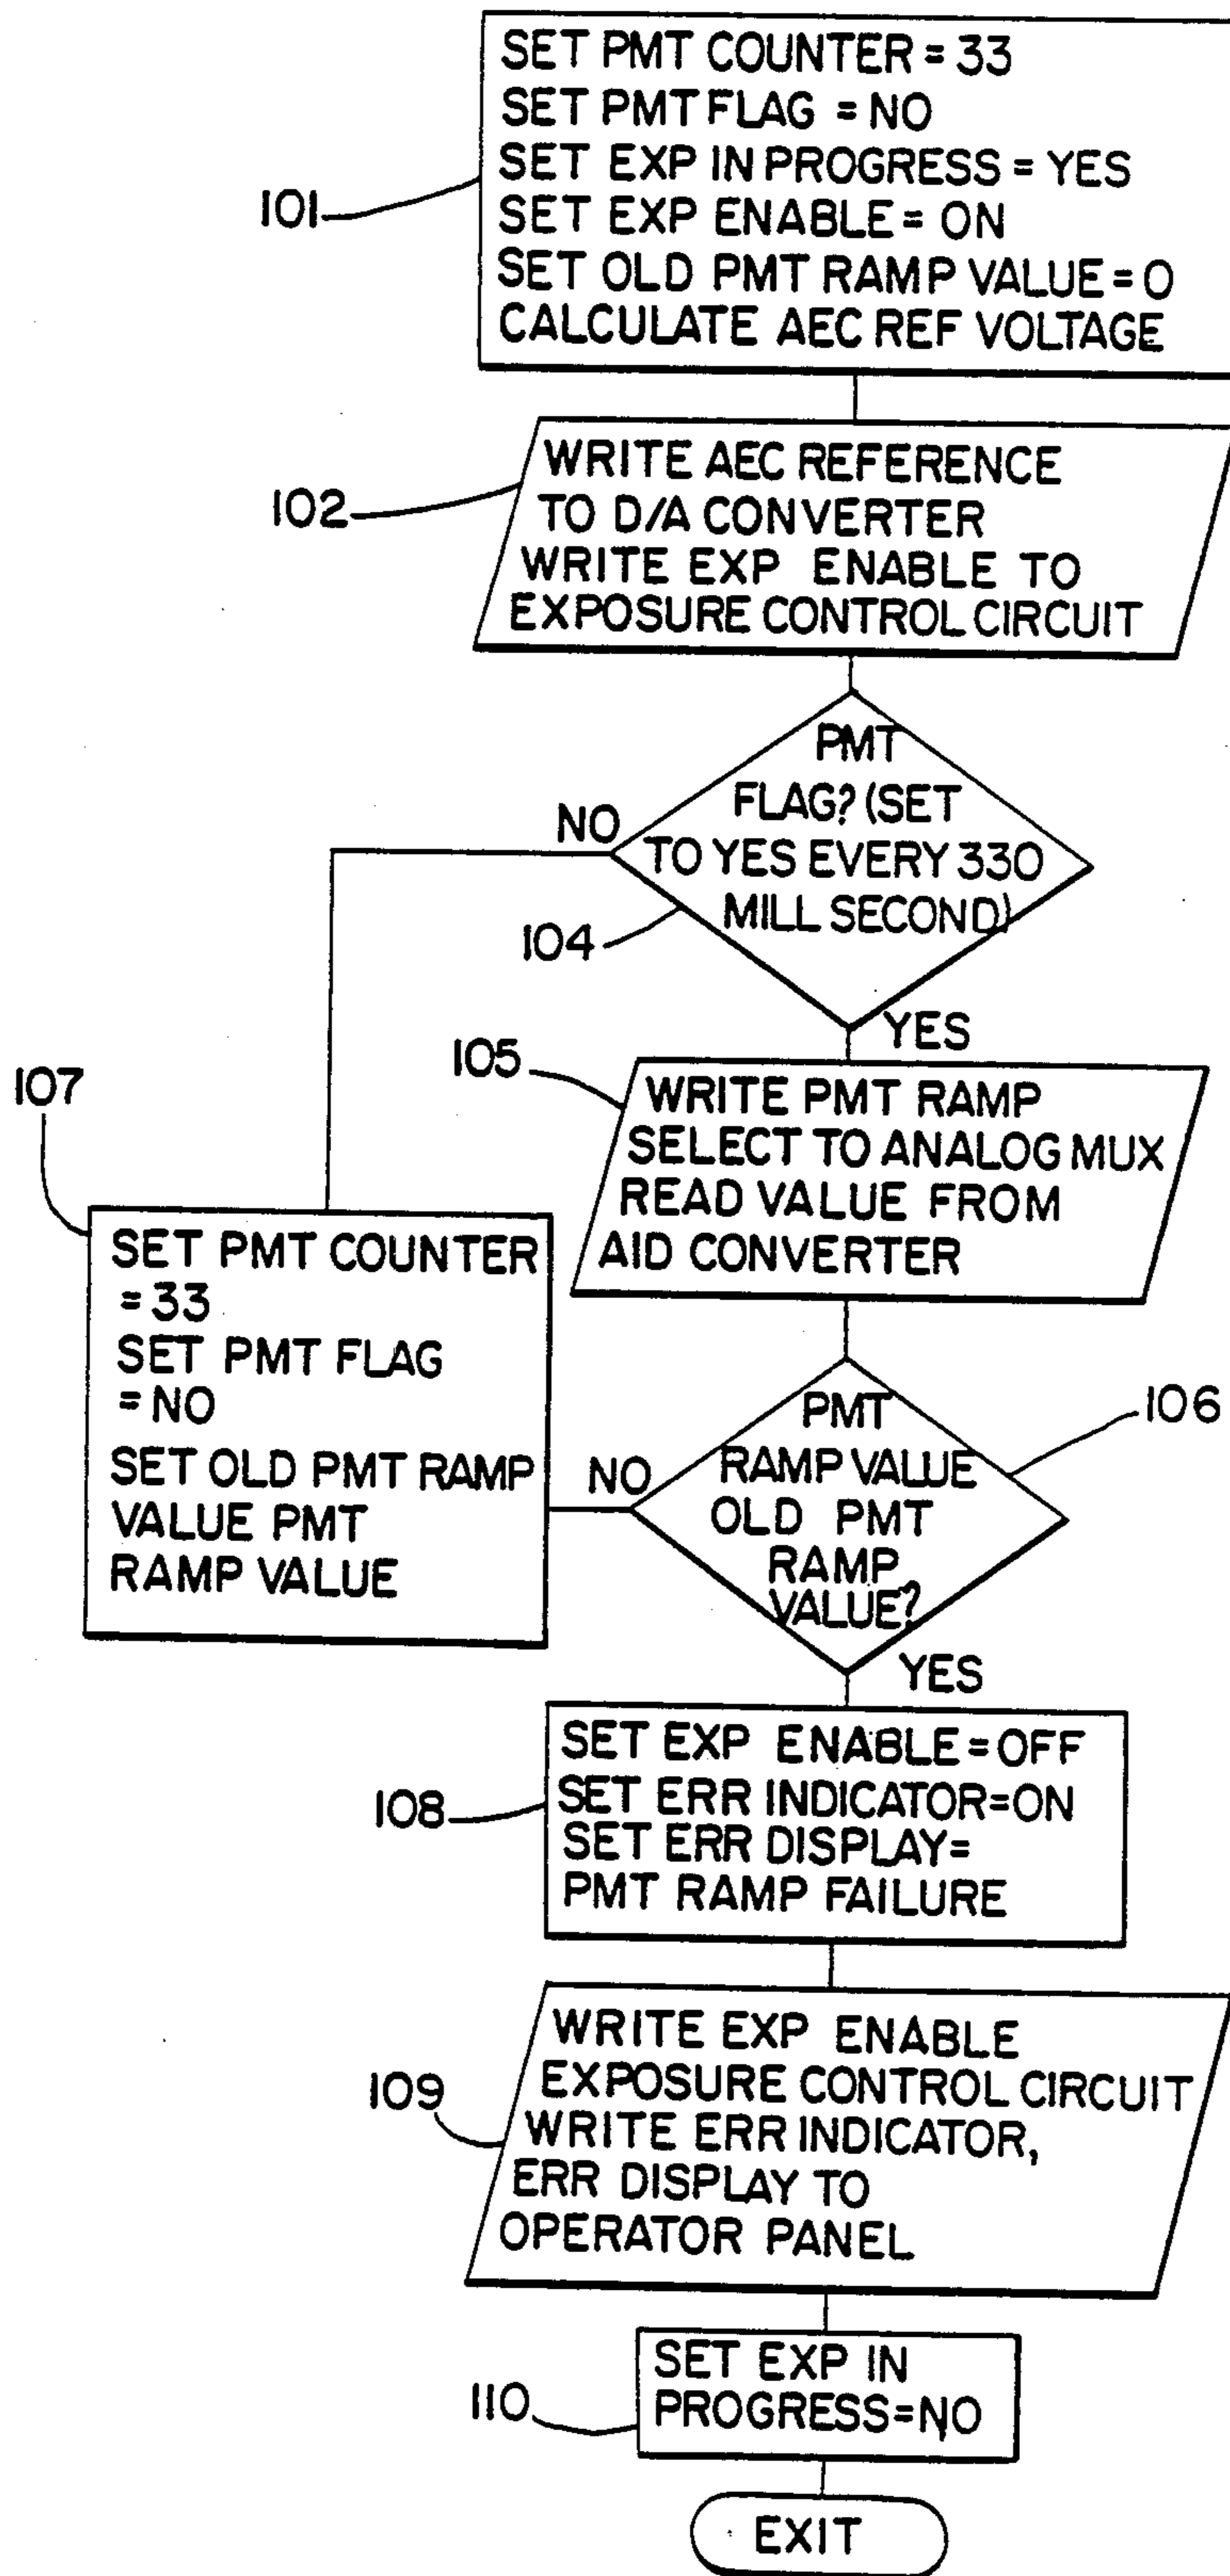 SET PMT COUNTER = 33
SET PMT FLAG = NO
SET EXP IN PROGRESS = YES
SET EXP ENABLE = ON
SET OLD PMT RAMP VALUE = 0
CALCULATE AEC REF VOLTAGE
101
WRITE AEC REFERENCE
TO D/A CONVERTER
WRITE EXP ENABLE TO
EXPOSURE CONTROL CIRCUIT
102
PMT
FLAG? (SET
TO YES EVERY 330
MILL SECOND)
NO
104
YES
105
WRITE PMT RAMP
SELECT TO ANALOG MUX
READ VALUE FROM
AID CONVERTER
107
SET PMT COUNTER
= 33
SET PMT FLAG
= NO
SET OLD PMT RAMP
VALUE PMT
RAMP VALUE
PMT
RAMP VALUE
OLD PMT
RAMP
VALUE?
106
NO
YES
SET EXP ENABLE = OFF
SET ERR INDICATOR=ON
SET ERR DISPLAY=
PMT RAMP FAILURE
108
WRITE EXP ENABLE
EXPOSURE CONTROL CIRCUIT
WRITE ERR INDICATOR,
ERR DISPLAY TO
OPERATOR PANEL
109
SET EXP IN
PROGRESS=NO
110
EXIT